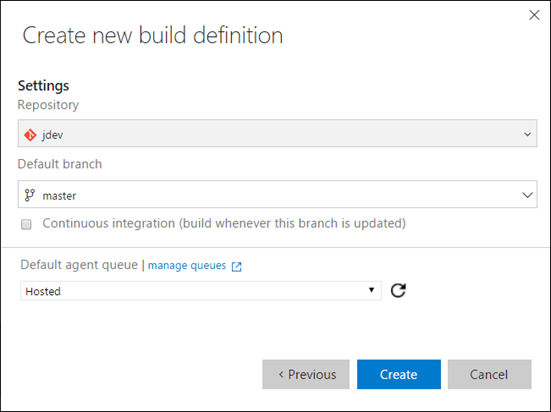 Create new build definition
Settings
Repository
jdev
Default branch
master
Continuous integration (build whenever this branch is updated)
Default agent queue | manage queues
Hosted
< Previous
Create
Cancel